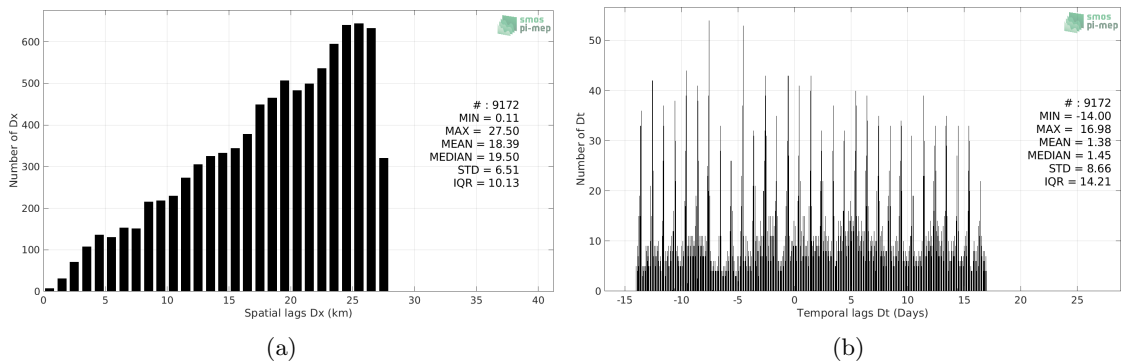 smos
pi-mep
600
500
400
300
200
100
0
Number of Dx
# : 9172
MIN = 0.11
MAX = 27.50
MEAN = 18.39
MEDIAN = 19.50
STD = 6.51
IQR = 10.13
0 5 10 15 20 25 30 35 40
Spatial lags Dx (km)
(a)
smos
pi-mep
50
40
30
20
10
0
Number of Dt
# : 9172
MIN = -14.00
MAX = 16.98
MEAN = 1.38
MEDIAN = 1.45
STD = 8.66
IQR = 14.21
-15 -10 -5 0 5 10 15 20 25
Temporal lags Dt (Days)
(b)